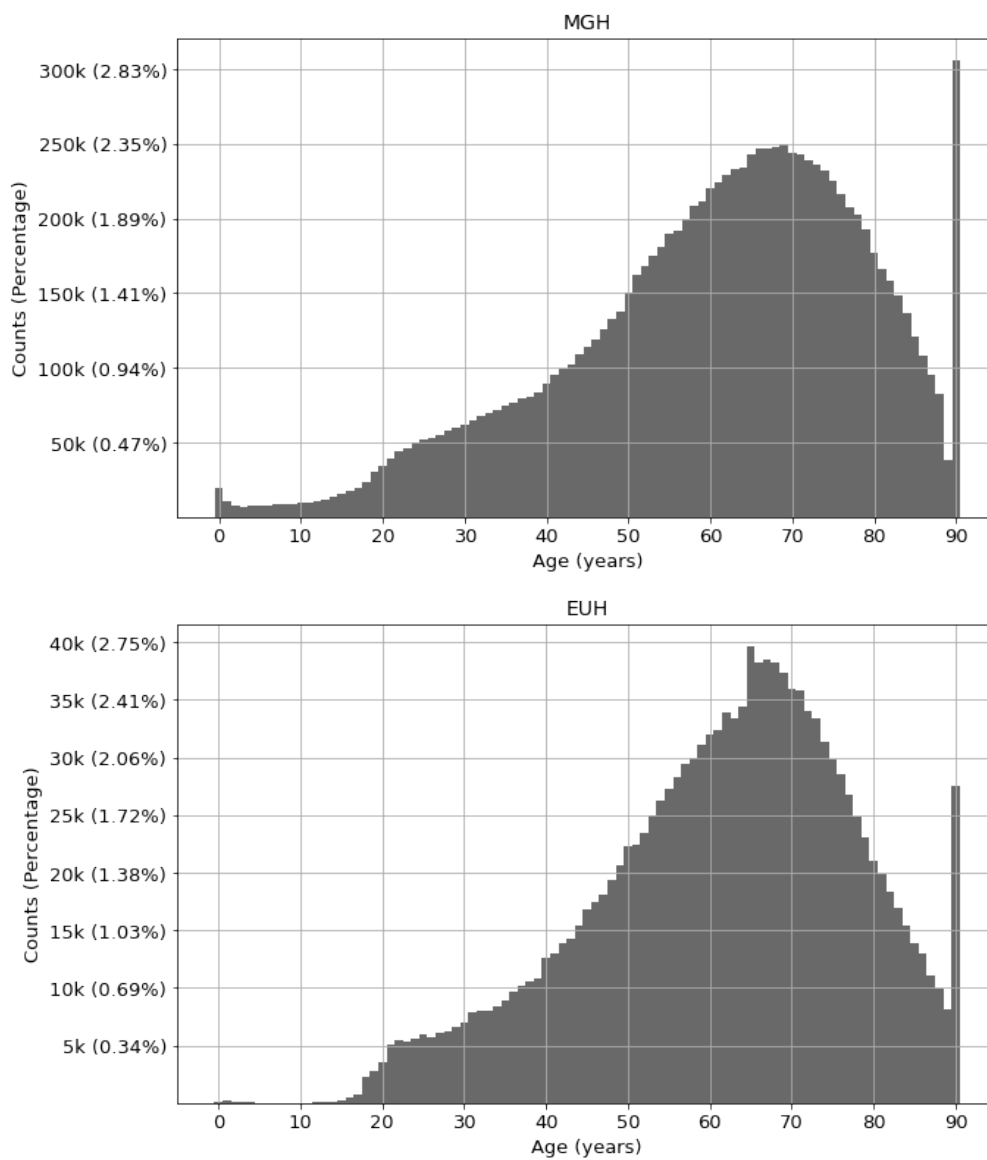 MGH
300k (2.83%)
250k (2.35%)
200k (1.89%)
150k (1.41%)
100k (0.94%)
50k (0.47%)
Counts (Percentage)
0 10 20 30 40 50 60 70 80 90
Age (years)
EUH
40k (2.75%)
35k (2.41%)
30k (2.06%)
25k (1.72%)
20k (1.38%)
15k (1.03%)
10k (0.69%)
5k (0.34%)
Counts (Percentage)
0 10 20 30 40 50 60 70 80 90
Age (years)